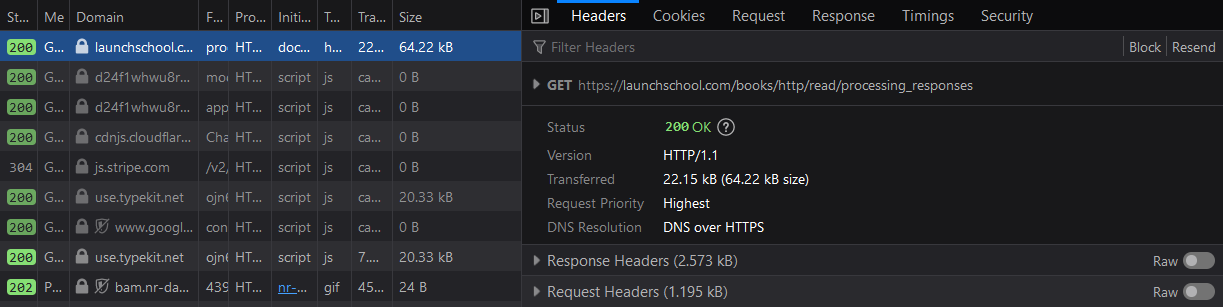 St... Me Domain F... Pro... Initi... T... Tra... Size
200 G... launchschool.c... pro HT... doc... h... 22... 64.22 kB
200 G... d24f1whwu8r... mod HT... script js ca... 0 B
200 G... d24f1whwu8r... app HT... script js ca... 0 B
200 G... cdnjs.cloudflar... Cha HT... script js ca... 0 B
304 G... js.stripe.com /v2, HT... script js ca... 0 B
200 G... use.typekit.net ojn6 HT... script js ca... 20.33 kB
200 G... www.googl... con HT... script js ca... 0 B
200 G... use.typekit.net ojn6 HT... script js 7.... 20.33 kB
202 P... bam.nr-da... 439 HT... nr-... gif 45... 24 B
Headers Cookies Request Response Timings Security
Filter Headers Block Resend
GET https://launchschool.com/books/http/read/processing_responses
Status 200 OK ?
Version HTTP/1.1
Transferred 22.15 kB (64.22 kB size)
Request Priority Highest
DNS Resolution DNS over HTTPS
Response Headers (2.573 kB) Raw
Request Headers (1.195 kB) Raw